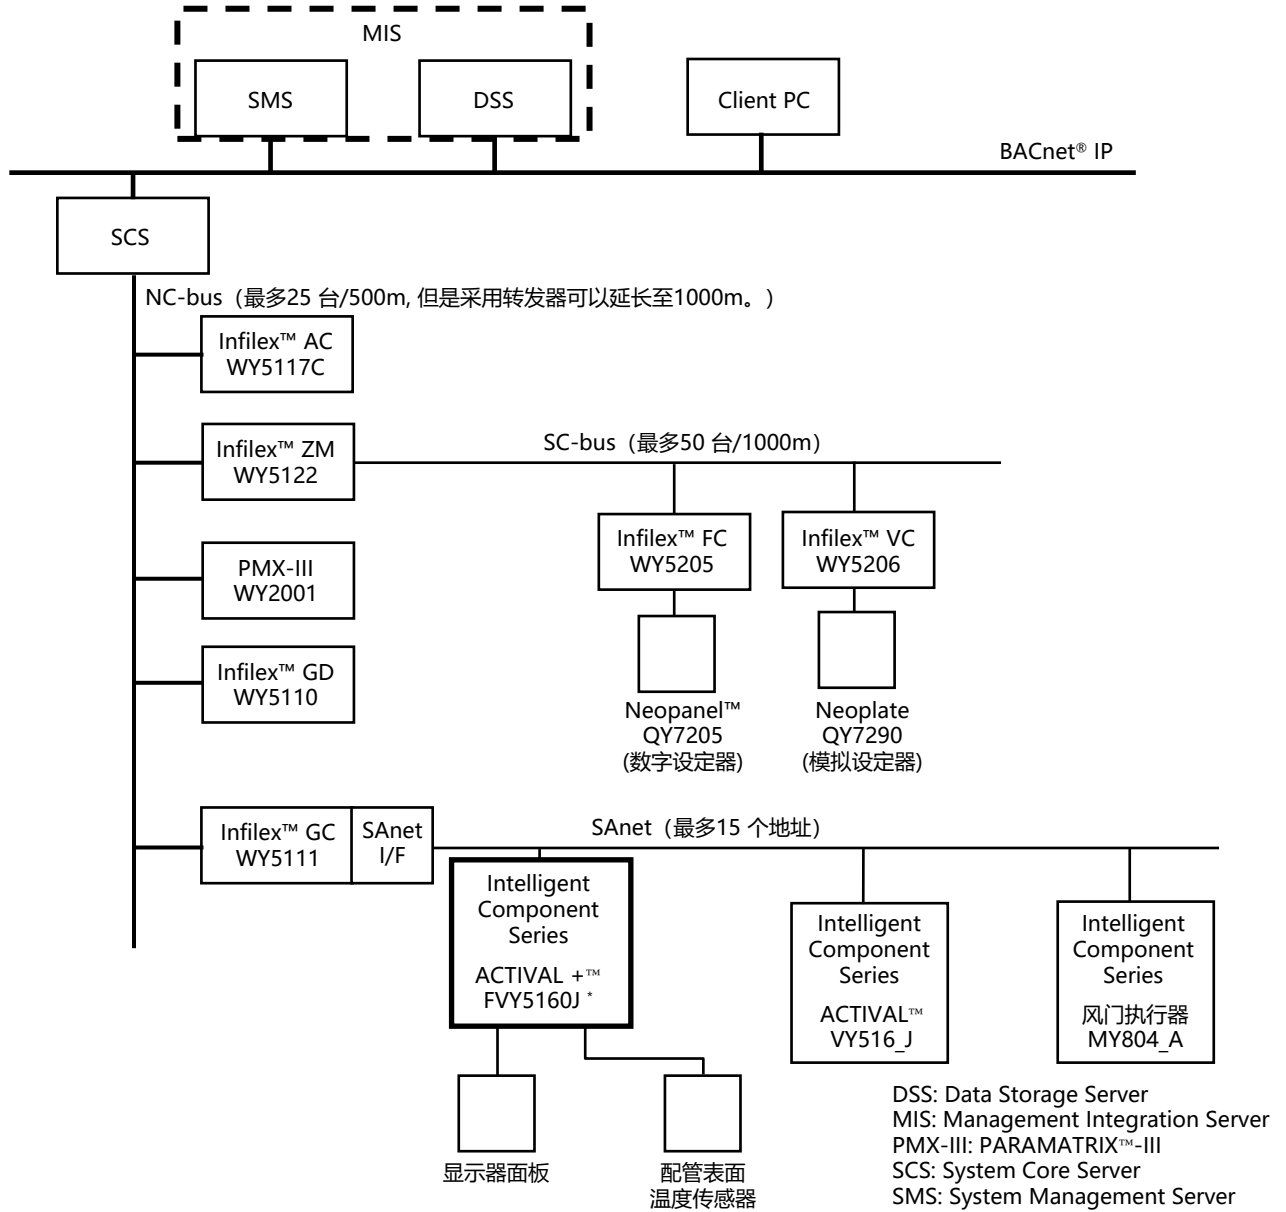 MIS
SMS
DSS
Client PC
BACnet® IP
SCS
NC-bus（最多25 台/500m, 但是采用转发器可以延长至1000m。）
Infilex™ AC
WY5117C
Infilex™ ZM
WY5122
SC-bus（最多50 台/1000m）
Infilex™ FC
WY5205
Infilex™ VC
WY5206
PMX-III
WY2001
Infilex™ GD
WY5110
Neopanel™
QY7205
(数字设定器)
Neoplate
QY7290
(模拟设定器)
Infilex™ GC
WY5111
SAnet
I/F
SAnet（最多15 个地址）
Intelligent
Component
Series
ACTIVAL +™
FVY5160J *
Intelligent
Component
Series
ACTIVAL™
VY516_J
Intelligent
Component
Series
风门执行器
MY804_A
显示器面板
配管表面
温度传感器
DSS: Data Storage Server
MIS: Management Integration Server
PMX-III: PARAMATRIX™-III
SCS: System Core Server
SMS: System Management Server